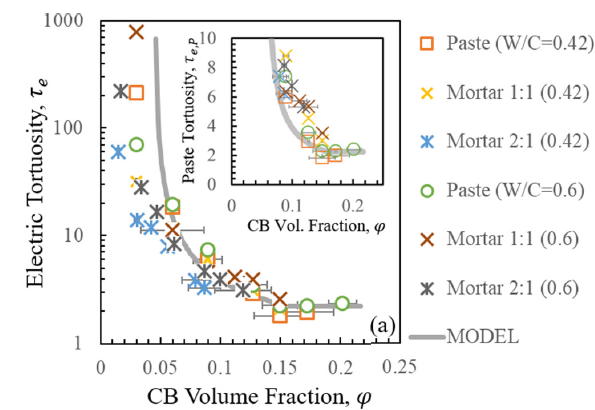 Electric Tortuosity, τe
1000
100
10
1
0
0.05
0.1
0.15
0.2
0.25
CB Volume Fraction, φ
(a)
Paste Tortuosity, τe,P
10
8
6
4
2
0
0
0.1
0.2
CB Vol. Fraction, φ
Paste (W/C=0.42)
Mortar 1:1 (0.42)
Mortar 2:1 (0.42)
Paste (W/C=0.6)
Mortar 1:1 (0.6)
Mortar 2:1 (0.6)
MODEL